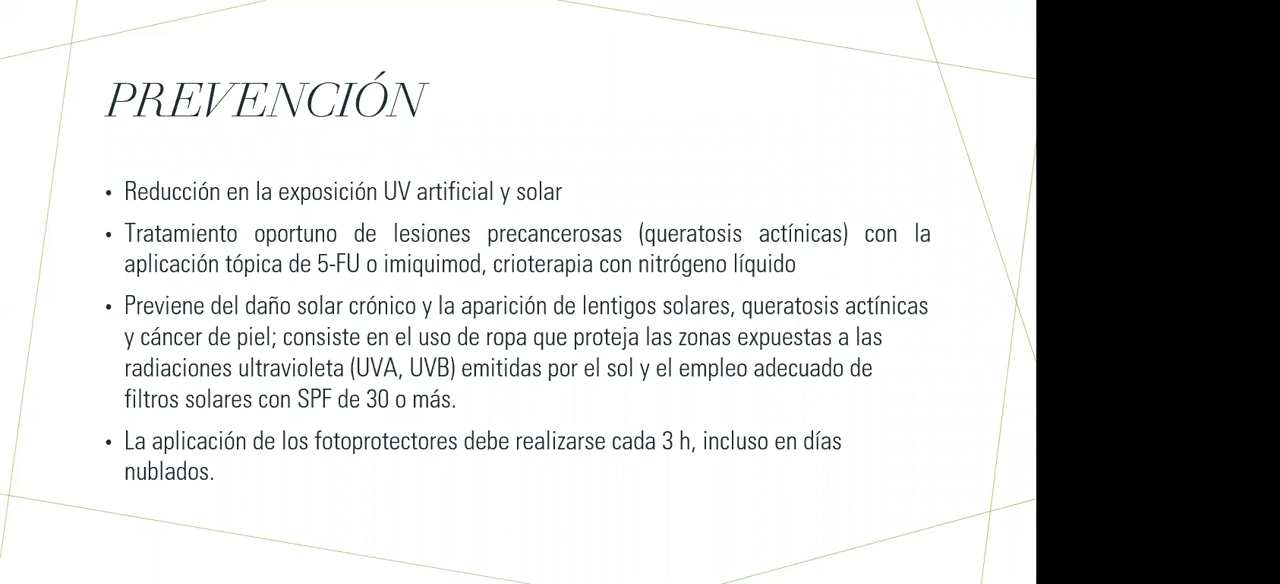 PREVENCIÓN
• Reducción en la exposición UV artificial y solar
• Tratamiento oportuno de lesiones precancerosas (queratosis actínicas) con la
aplicación tópica de 5-FU o imiquimod, crioterapia con nitrógeno líquido
• Previene del daño solar crónico y la aparición de lentigos solares, queratosis actínicas
y cáncer de piel; consiste en el uso de ropa que proteja las zonas expuestas a las
radiaciones ultravioleta (UVA, UVB) emitidas por el sol y el empleo adecuado de
filtros solares con SPF de 30 o más.
• La aplicación de los fotoprotectores debe realizarse cada 3 h, incluso en días
nublados.